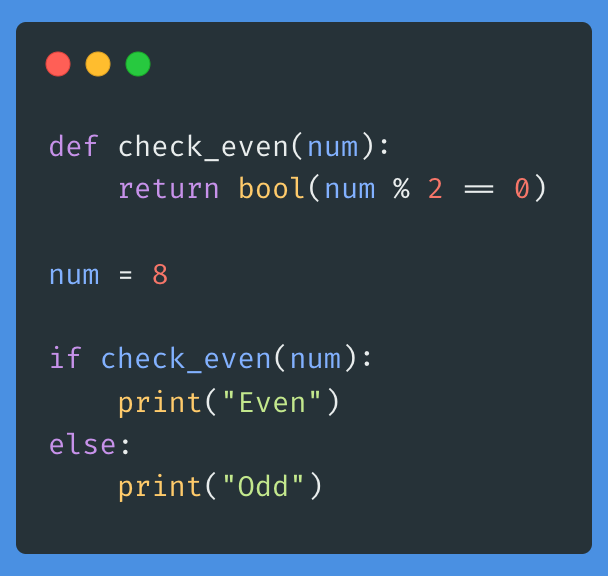 def check_even(num):
    return bool(num % 2 == 0)

num = 8

if check_even(num):
    print("Even")
else:
    print("Odd")